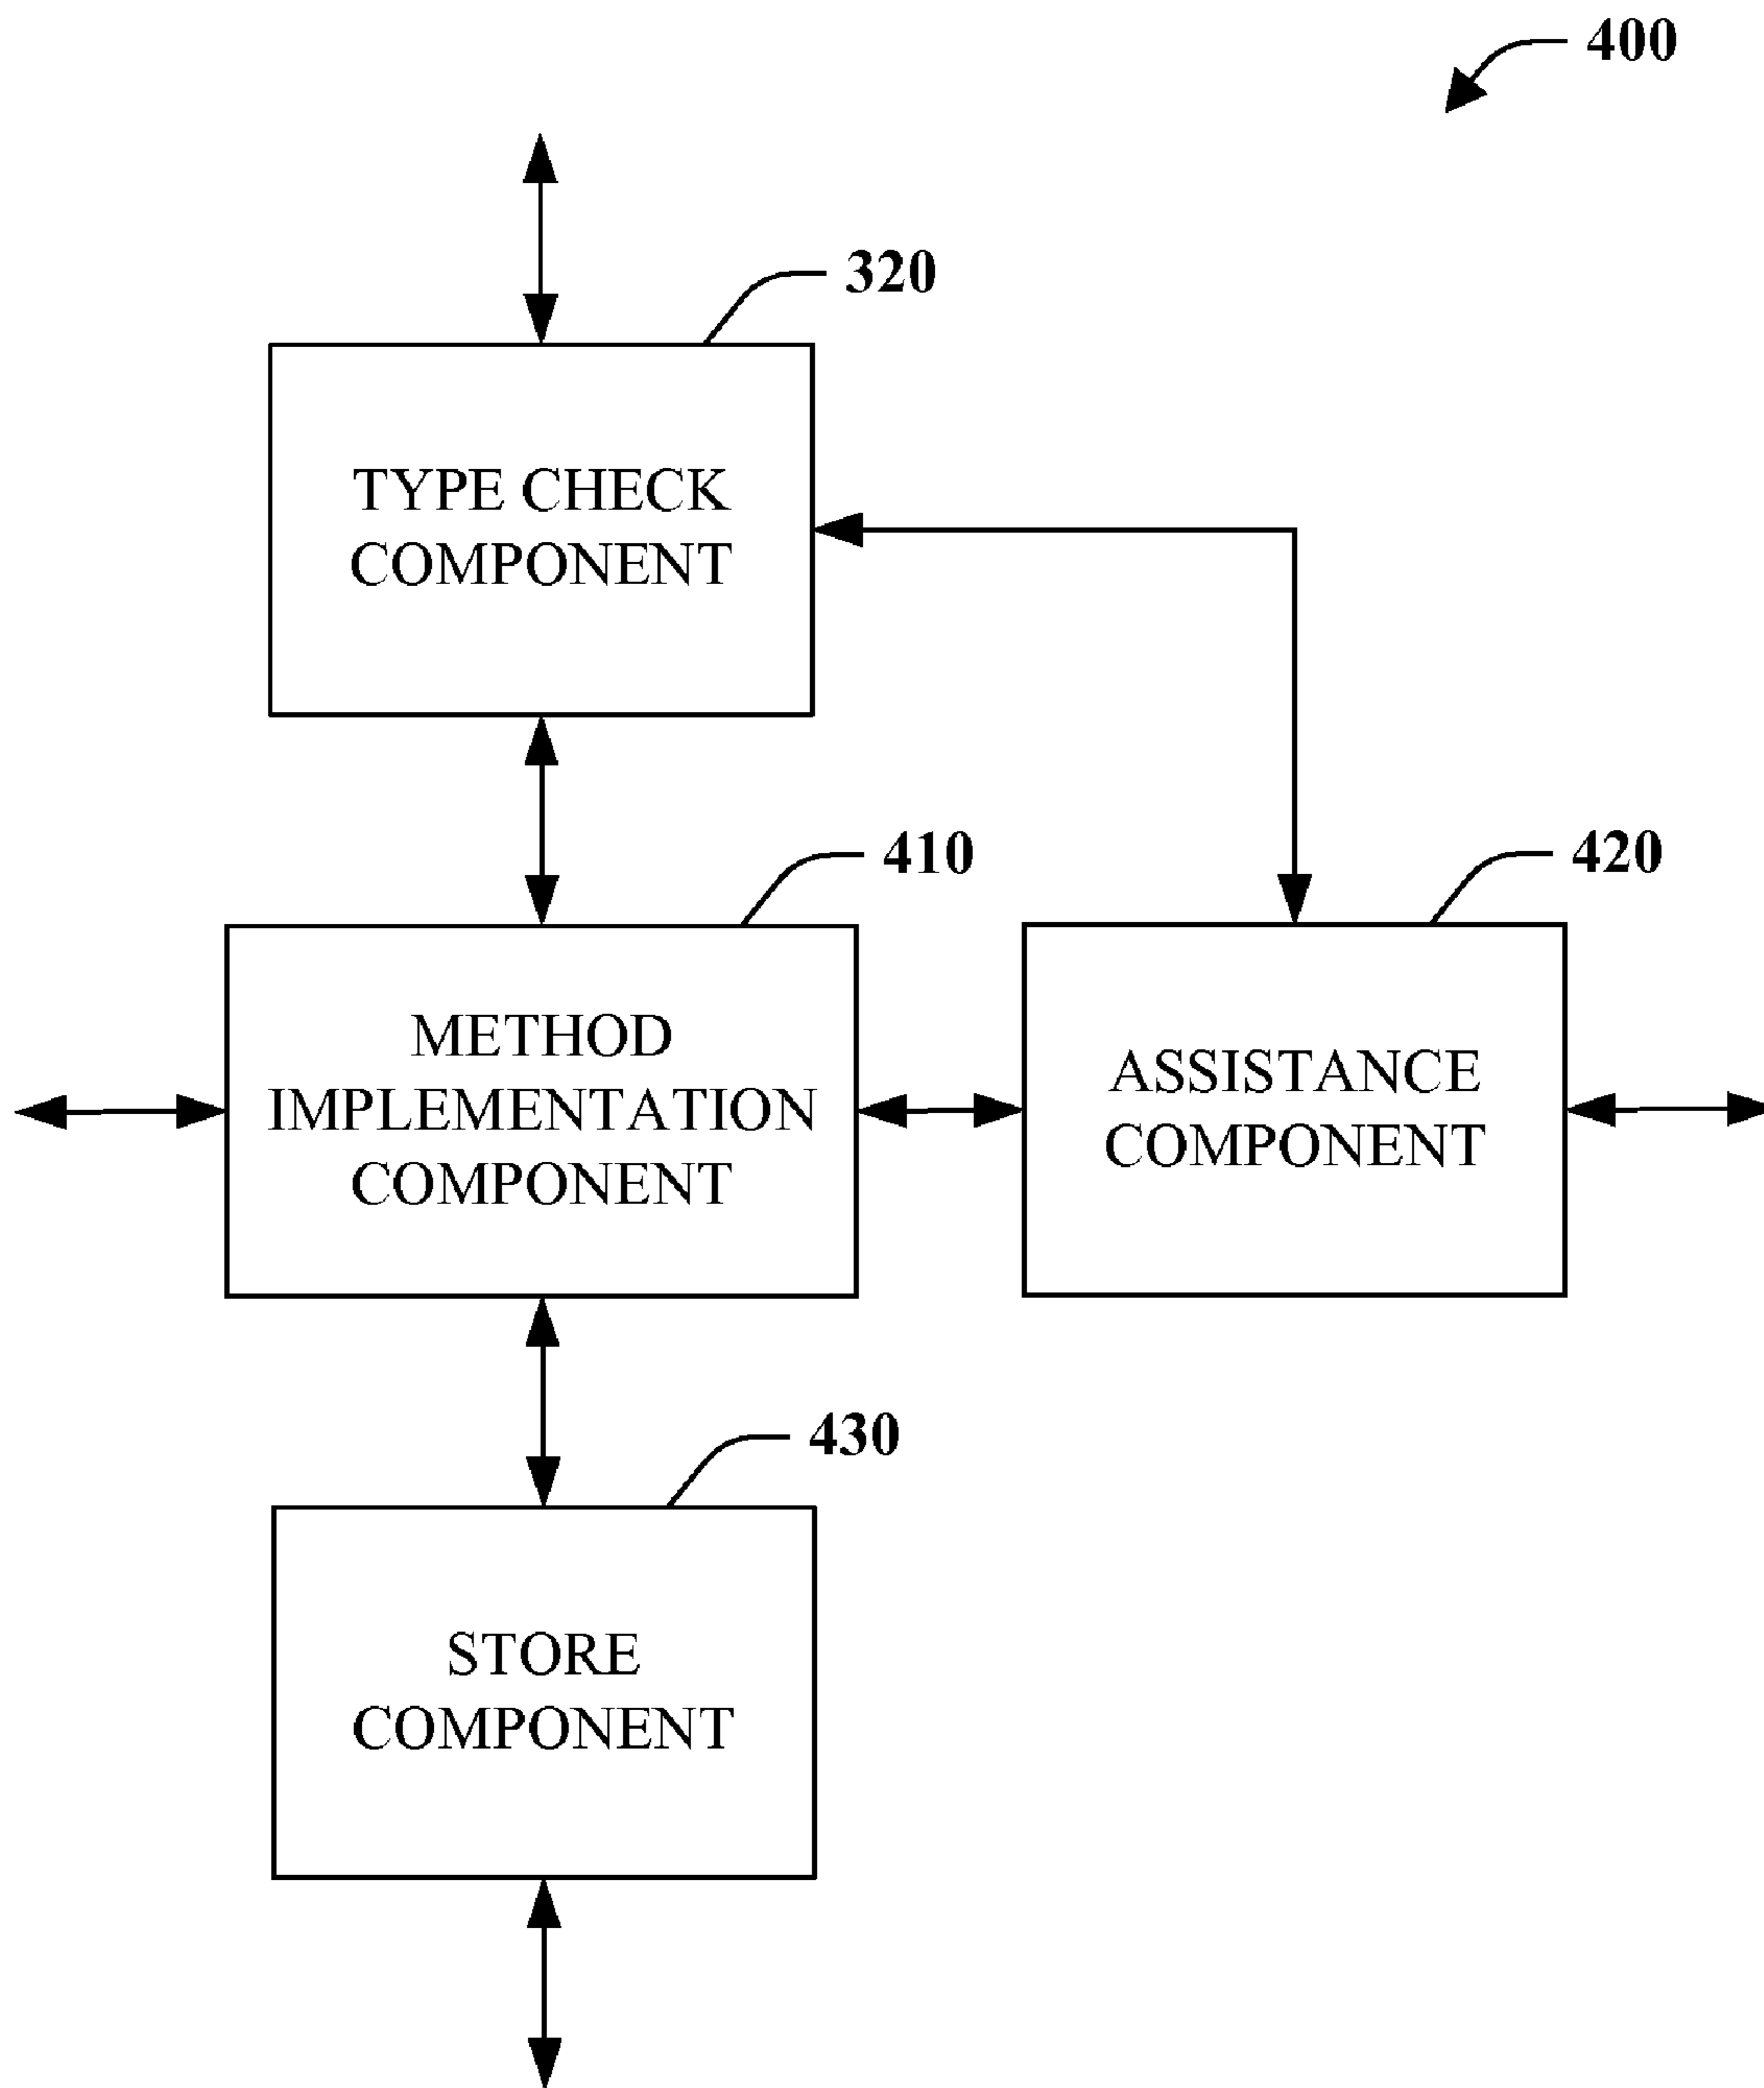 400
320
TYPE CHECK
COMPONENT
410
420
METHOD
IMPLEMENTATION
COMPONENT
ASSISTANCE
COMPONENT
430
STORE
COMPONENT